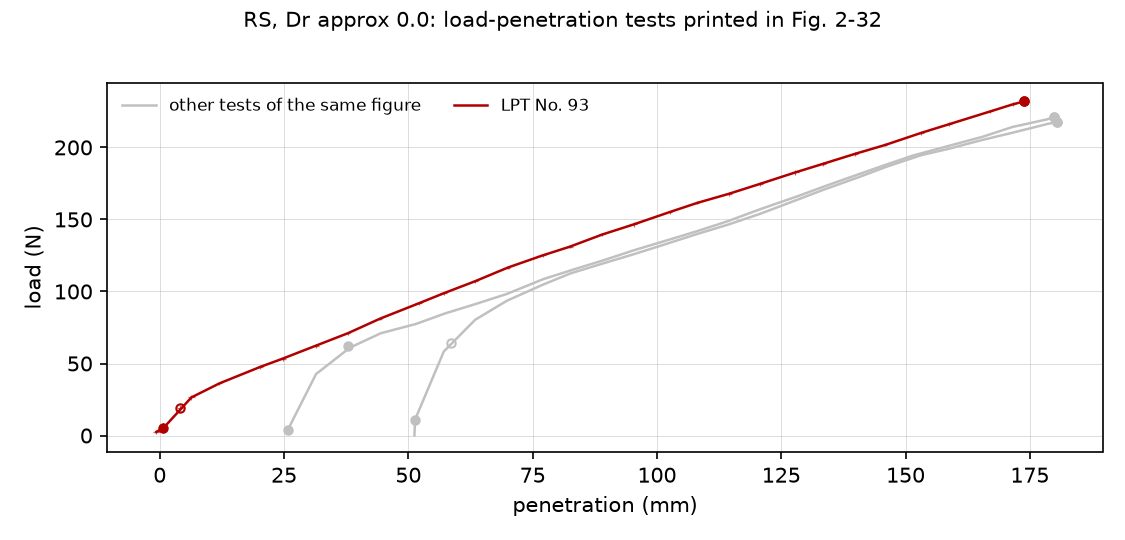 RS, Dr approx 0.0: load-penetration tests printed in Fig. 2-32
other tests of the same figure
LPT No. 93
load (N)
200
150
100
50
0
0 25 50 75 100 125 150 175
penetration (mm)